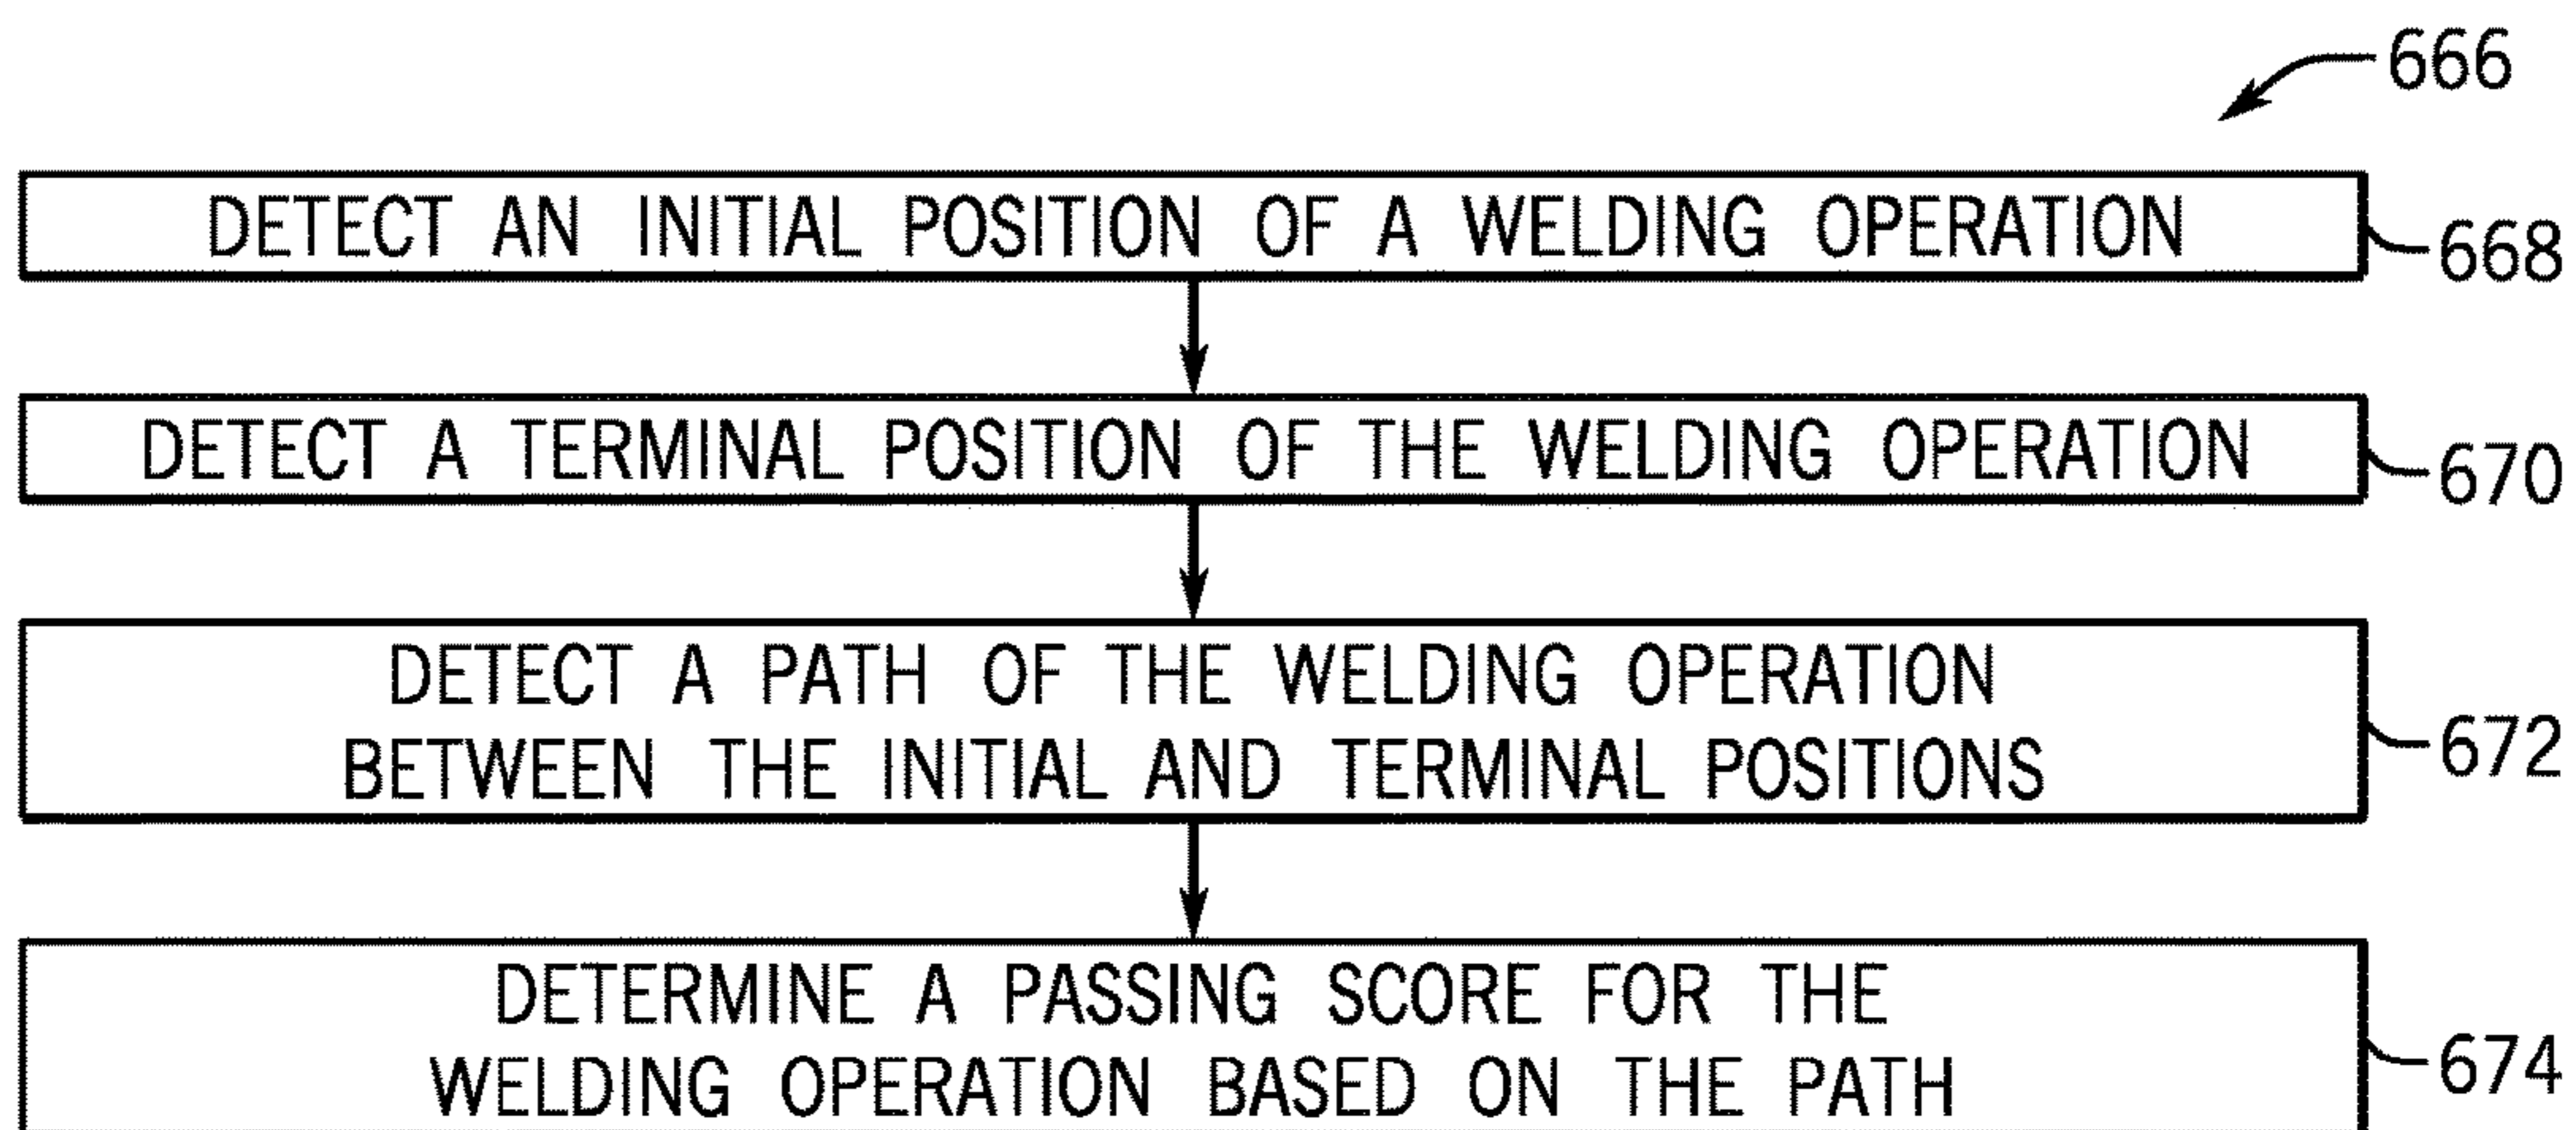 666
DETECT AN INITIAL POSITION OF A WELDING OPERATION
668
DETECT A TERMINAL POSITION OF THE WELDING OPERATION
670
DETECT A PATH OF THE WELDING OPERATION
BETWEEN THE INITIAL AND TERMINAL POSITIONS
672
DETERMINE A PASSING SCORE FOR THE
WELDING OPERATION BASED ON THE PATH
674